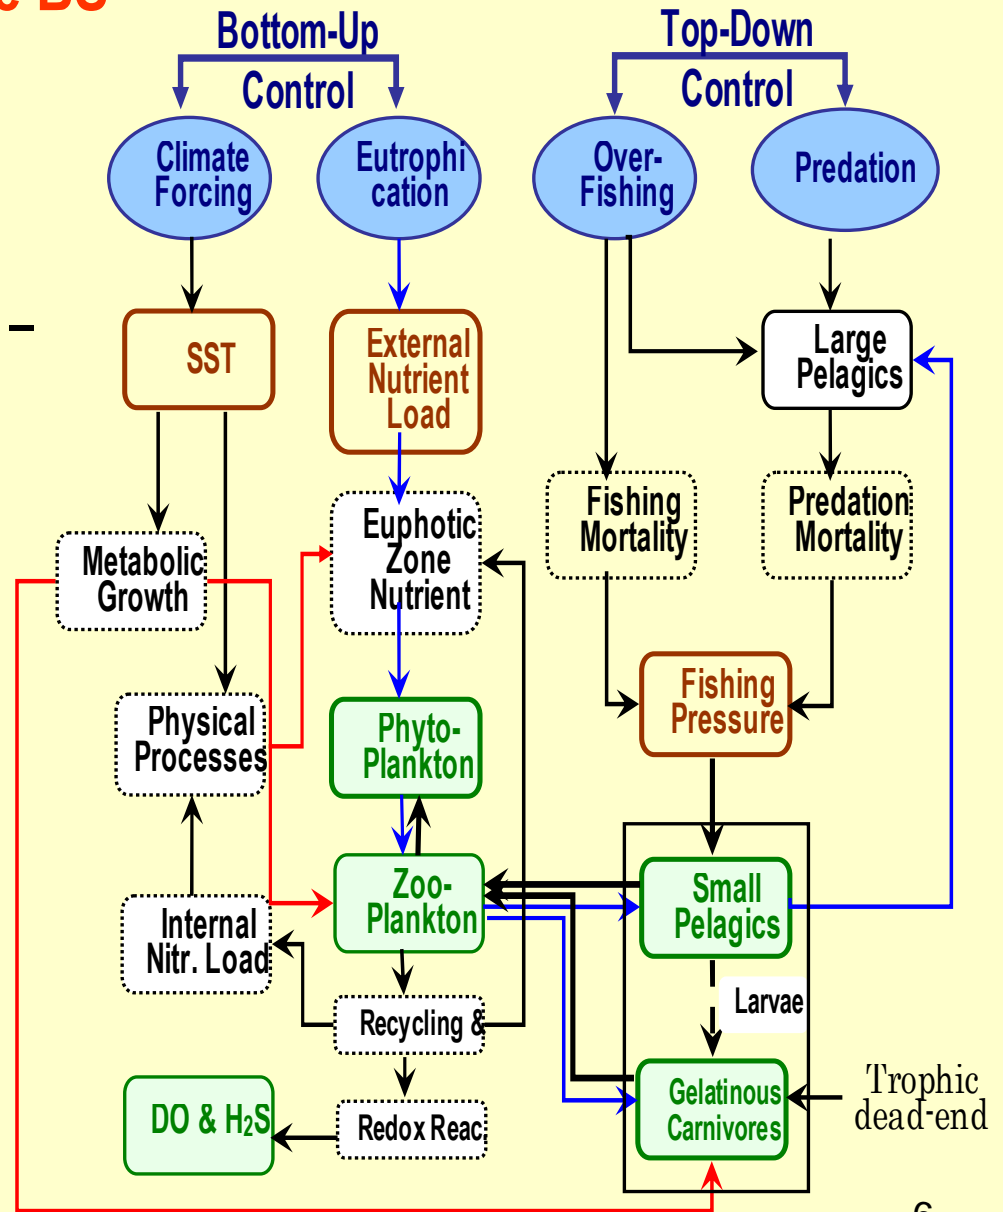 Bottom-Up
Control
Top-Down
Control
Climate
Forcing
Eutrophi
cation
Over-
Fishing
Predation
–
SST
External
Nutrient
Load
Large
Pelagics
Metabolic
Growth
Euphotic
Zone
Nutrient
Fishing
Mortality
Predation
Mortality
Physical
Processes
Phyto-
Plankton
Fishing
Pressure
Internal
Nitr. Load
Zoo-
Plankton
Small
Pelagics
Larvae
Recycling &
DO & H₂S
Redox Reac.
Gelatinous
Carnivores
Trophic
dead-end